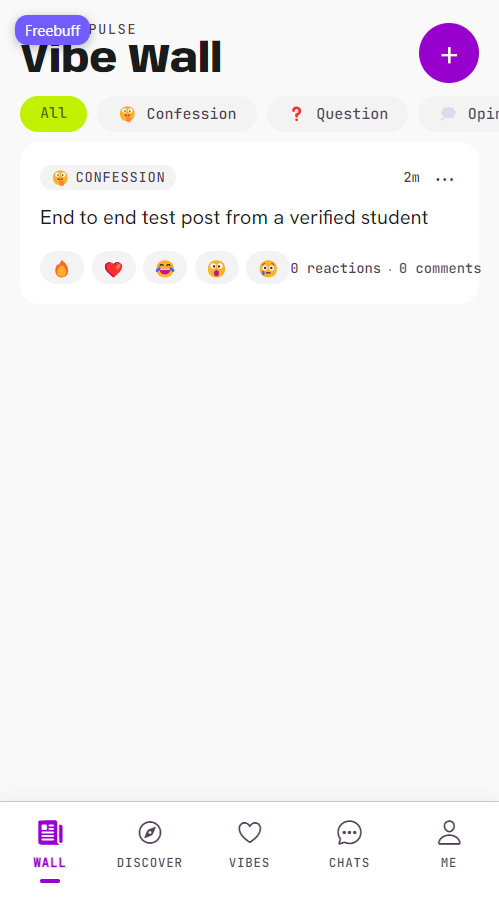 Freebuff
PULSE
Vibe Wall
+
All
Confession
Question
Opin
CONFESSION
2m ...
End to end test post from a verified student
0 reactions · 0 comments
WALL
DISCOVER
VIBES
CHATS
ME